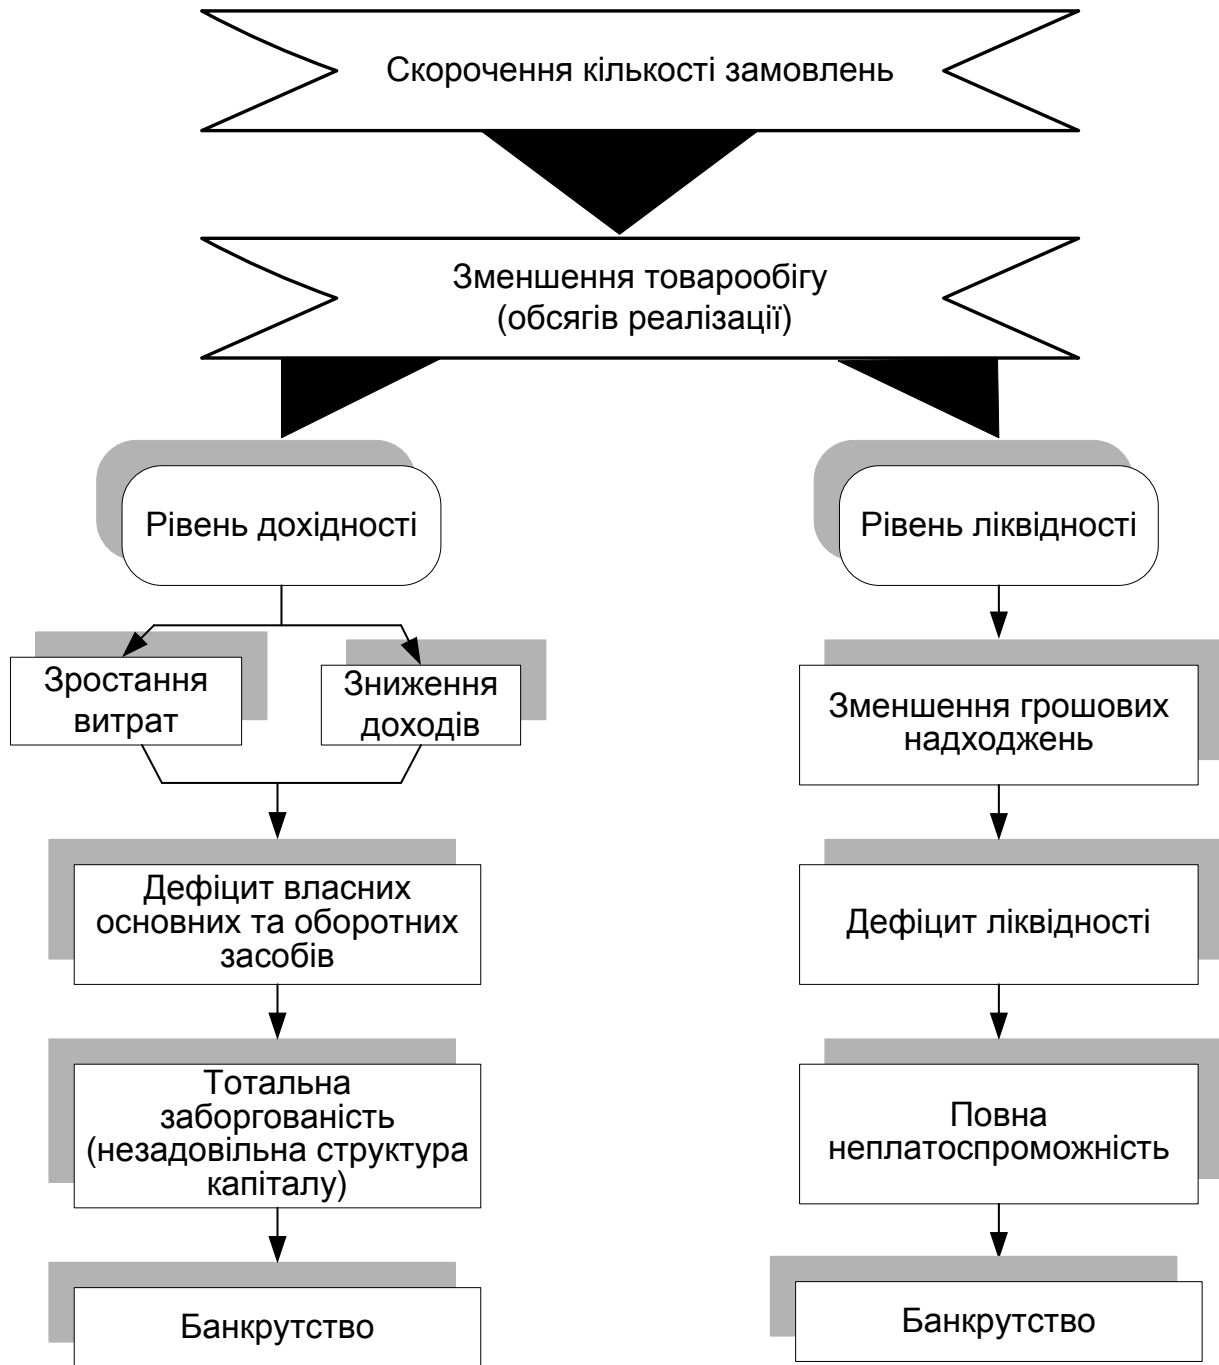 Скорочення кількості замовлень
Зменшення товарообігу
(обсягів реалізації)
Рівень дохідності
Рівень ліквідності
Зростання
витрат
Зниження
доходів
Зменшення грошових
надходжень
Дефіцит власних
основних та оборотних
засобів
Дефіцит ліквідності
Тотальна
заборгованість
(незадовільна структура
капіталу)
Повна
неплатоспроможність
Банкрутство
Банкрутство